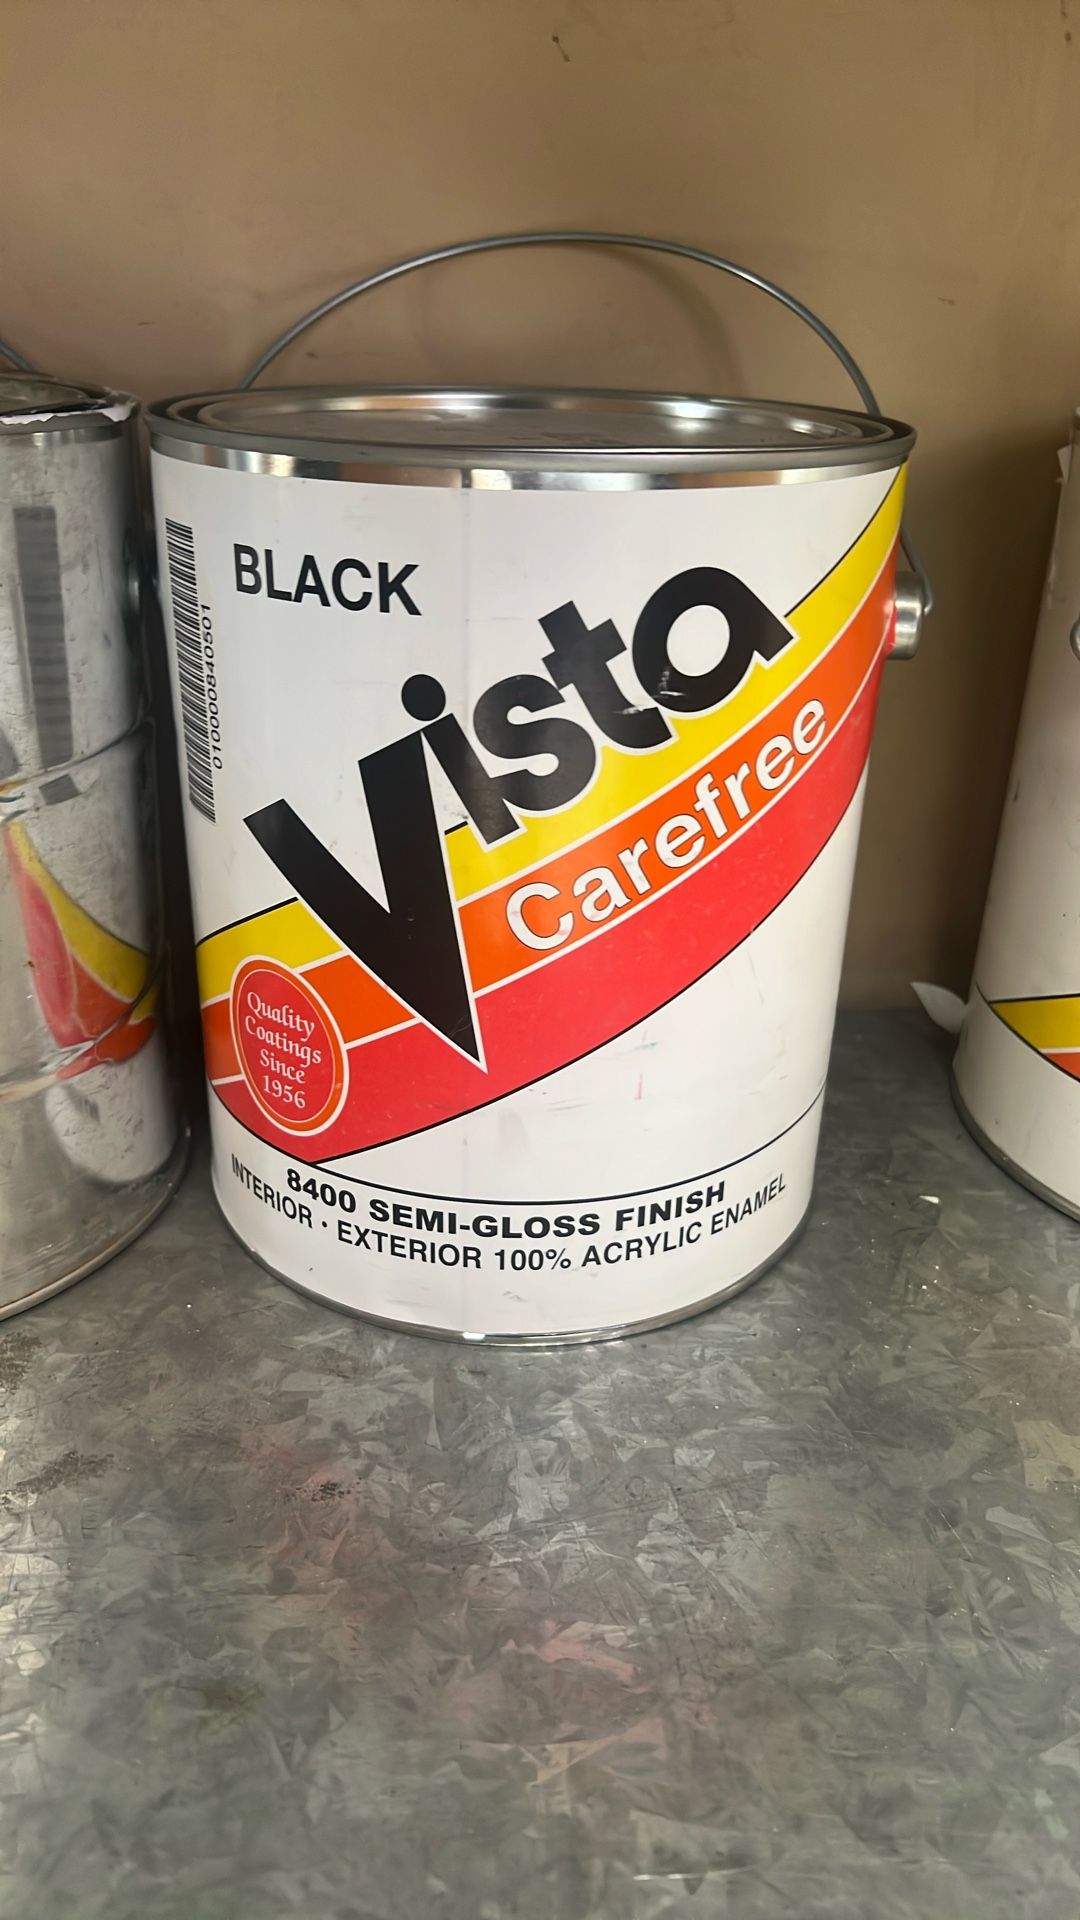 BLACK
010000840501
Vista
Carefree
Quality
Coatings
Since
1956
8400 SEMI-GLOSS FINISH
INTERIOR · EXTERIOR 100% ACRYLIC ENAMEL